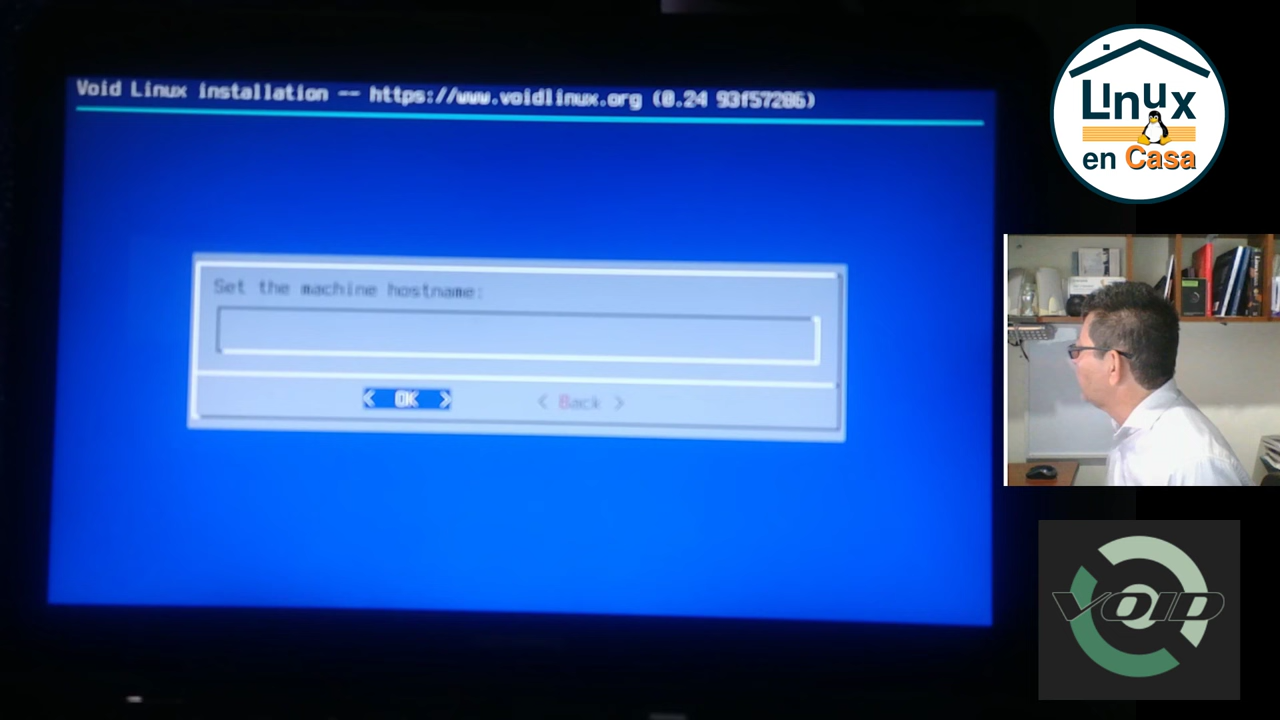 Void Linux installation -- https://www.voidlinux.org (0.24 93f57286)
Set the machine hostname:
< OK > < Back >
Linux
en Casa
VOID